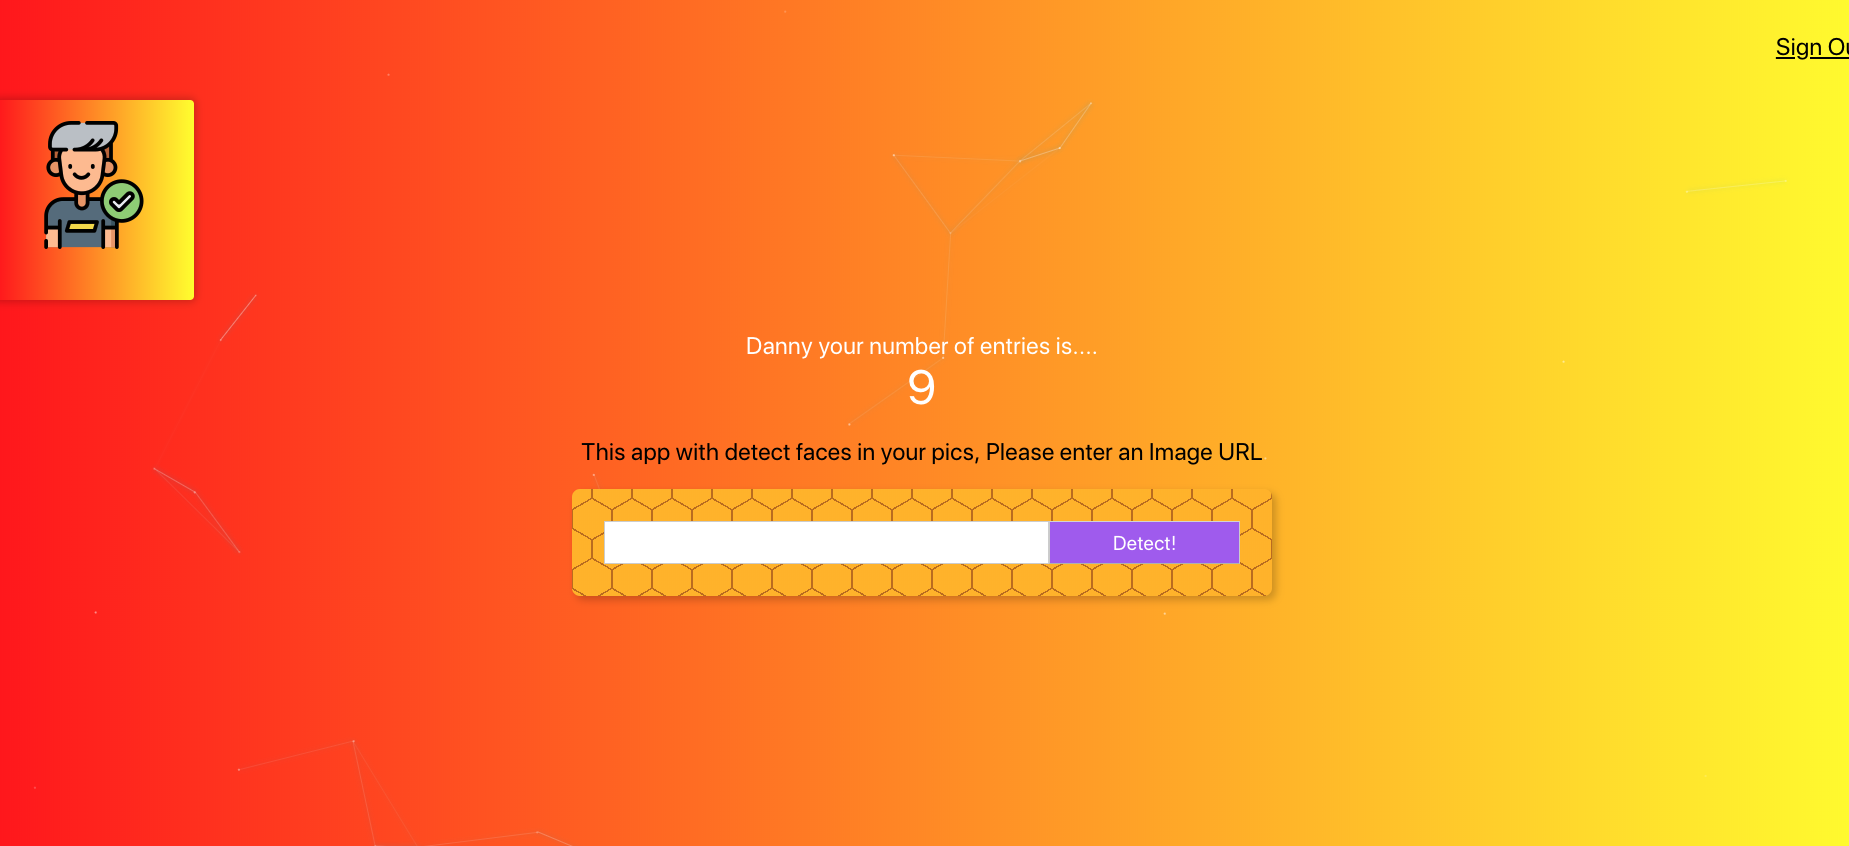 Sign Ou
Danny your number of entries is....
9
This app with detect faces in your pics, Please enter an Image URL
Detect!